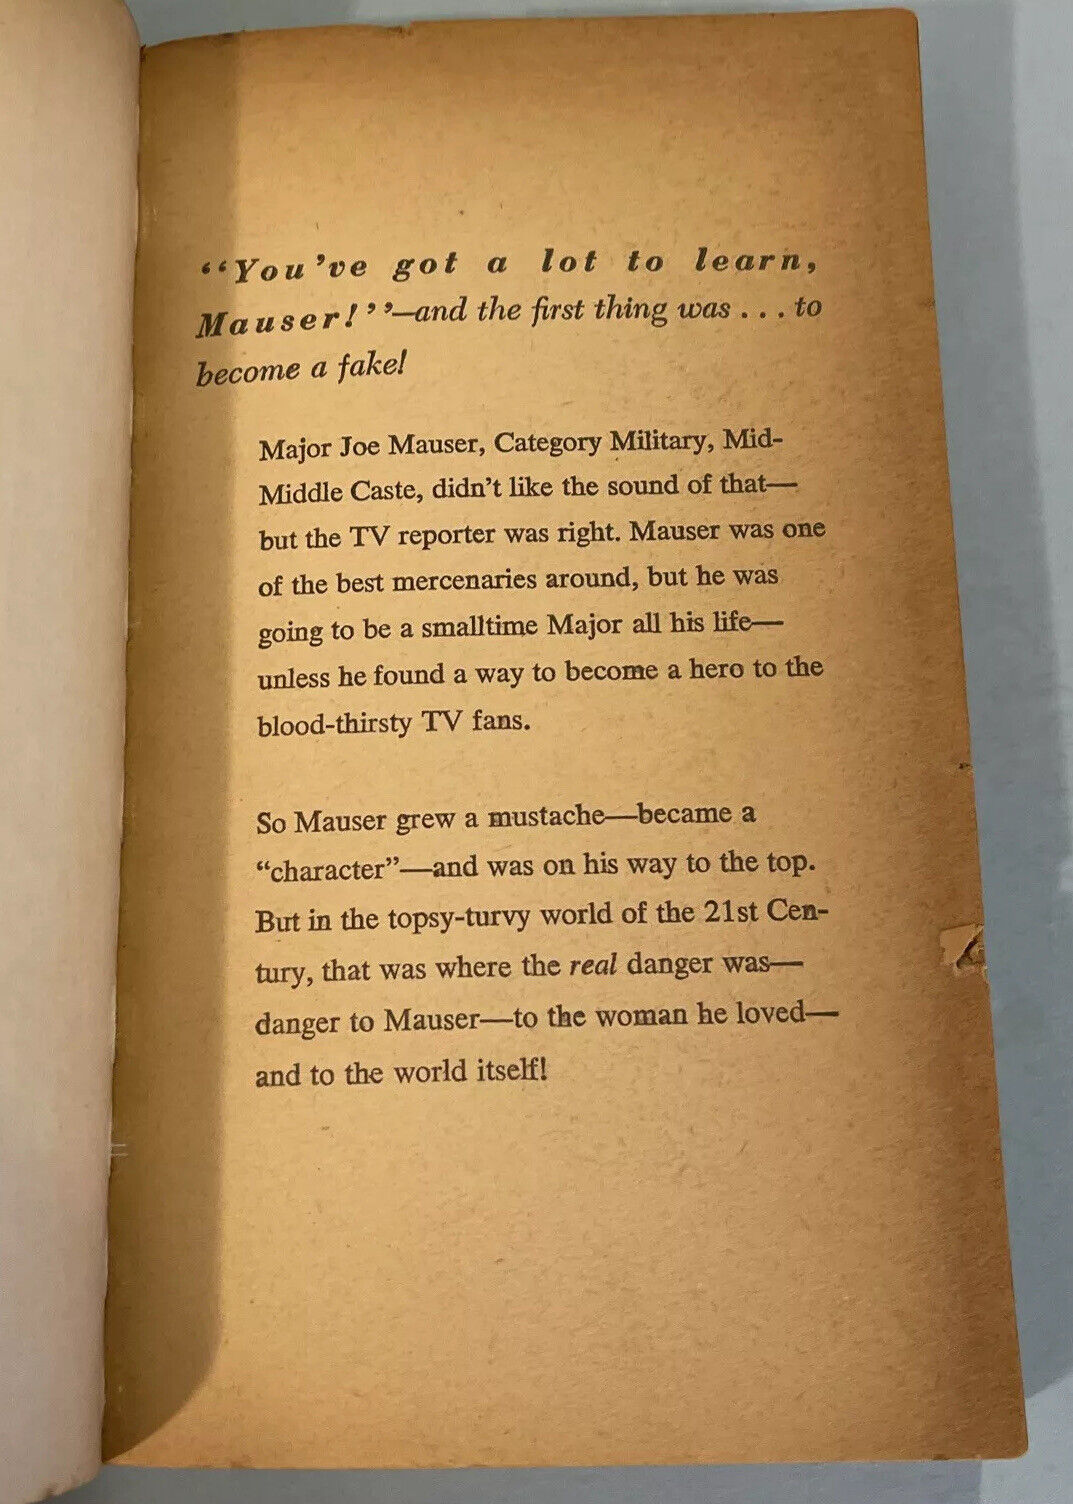 “You’ve got a lot to learn,
Mauser!”—and the first thing was . . . to
become a fake!
Major Joe Mauser, Category Military, Mid-
Middle Caste, didn’t like the sound of that—
but the TV reporter was right. Mauser was one
of the best mercenaries around, but he was
going to be a smalltime Major all his life—
unless he found a way to become a hero to the
blood-thirsty TV fans.
So Mauser grew a mustache—became a
“character”—and was on his way to the top.
But in the topsy-turvy world of the 21st Cen-
tury, that was where the real danger was—
danger to Mauser—to the woman he loved—
and to the world itself!